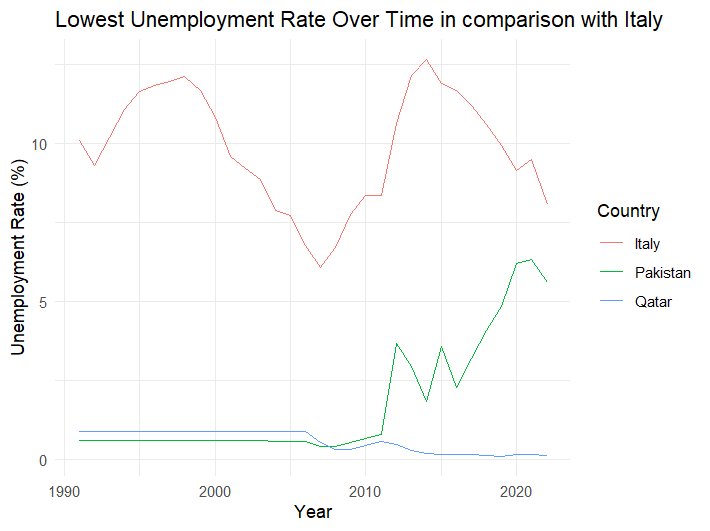 Lowest Unemployment Rate Over Time in comparison with Italy
Unemployment Rate (%)
10
5
0
1990 2000 2010 2020
Year
Country
Italy
Pakistan
Qatar